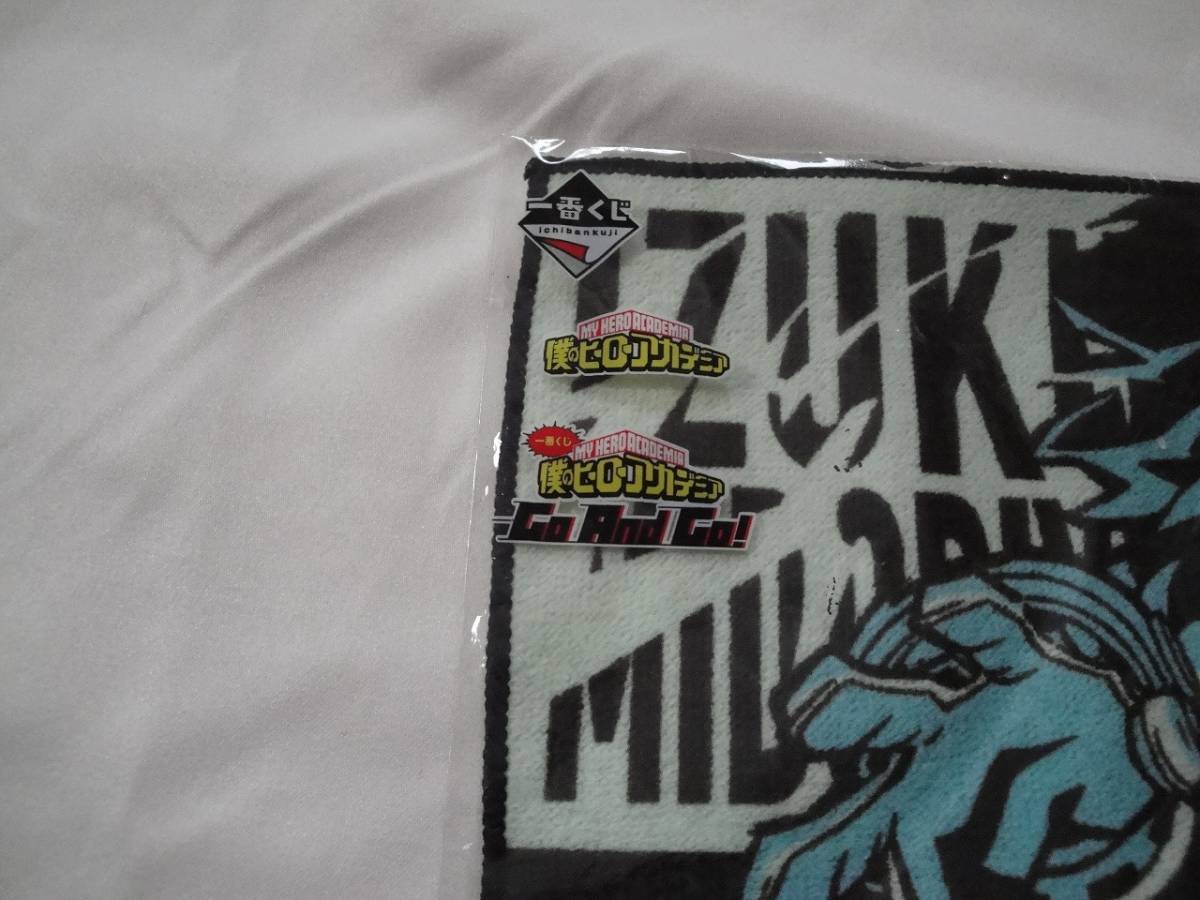 一番くじ
ichibankuji
MY HERO ACADEMIA
僕のヒーローアカデミア
一番くじ
MY HERO ACADEMIA
僕のヒーローアカデミア
Go And Go!
IZUK
MIDOR